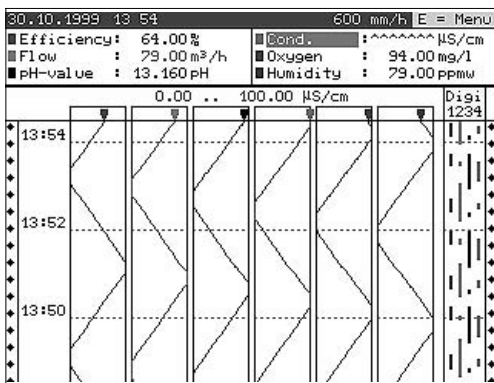 30.10.1999 13 54 600 mm/h E = Menu
Efficiency: 64.00 % Cond. :^^^^^^^ µS/cm
Flow : 79.00 m³/h Oxygen : 94.00 mg/l
pH-value : 13.160 pH Humidity : 79.00 ppmw
0.00 .. 100.00 µS/cm Digi
1234
13:54
13:52
13:50